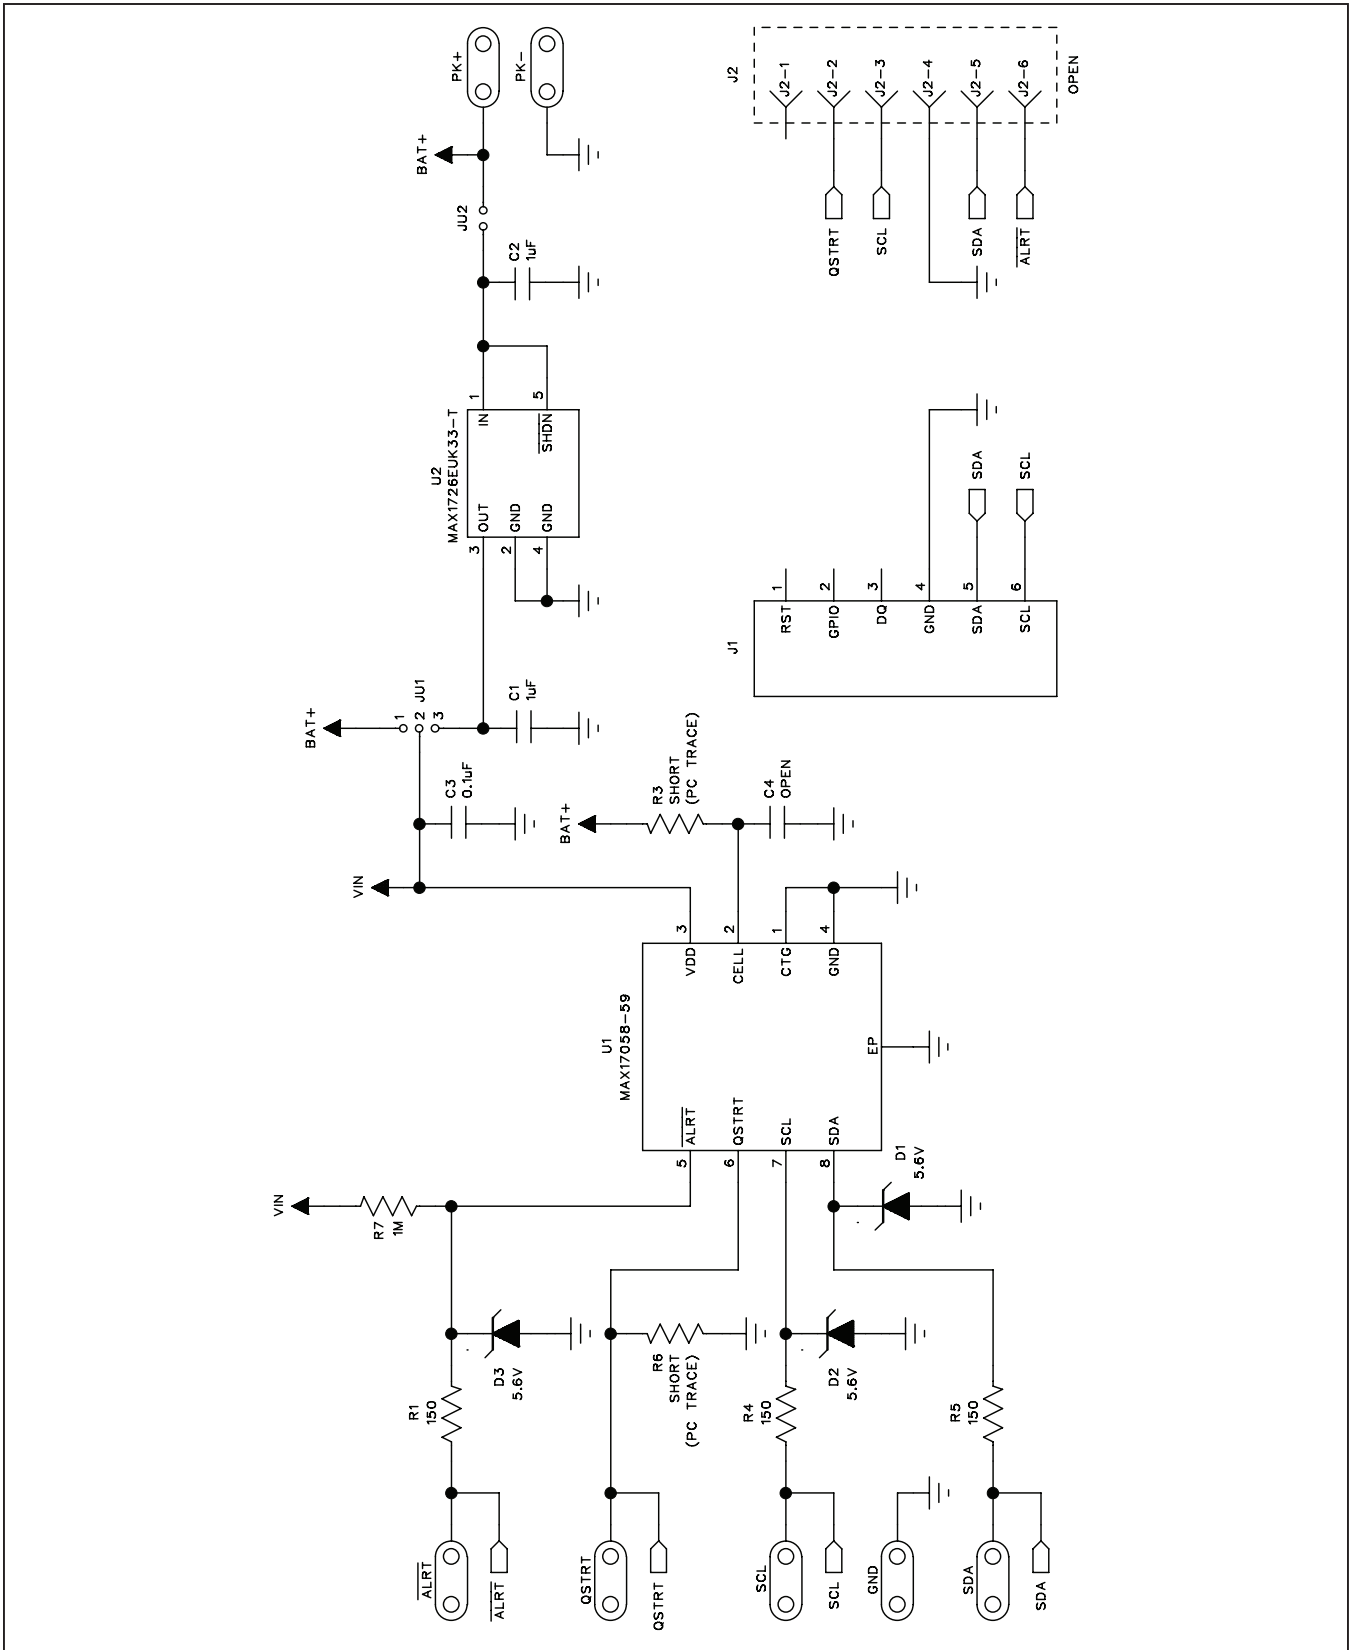 PK+
PK-
BAT+
JU2
C2
1uF
U2
MAX1726EUK33-T
IN
1
SHDN
5
OUT
3
GND
2
GND
4
BAT+
1
2
3
JU1
C1
1uF
C3
0.1uF
VIN
BAT+
R3
SHORT
(PC TRACE)
C4
OPEN
U1
MAX17058-59
VDD
3
CELL
2
CTG
1
GND
4
EP
ALRT
5
QSTRT
6
SCL
7
SDA
8
VIN
R7
1M
D1
5.6V
D3
5.6V
R6
SHORT
(PC TRACE)
D2
5.6V
R1
150
R4
150
R5
150
ALRT
ALRT
QSTRT
QSTRT
SCL
SCL
GND
SDA
SDA
J2
J2-1
J2-2
J2-3
J2-4
J2-5
J2-6
OPEN
QSTRT
SCL
SDA
ALRT
J1
RST
1
GPIO
2
DQ
3
GND
4
SDA
5
SCL
6
SDA
SCL